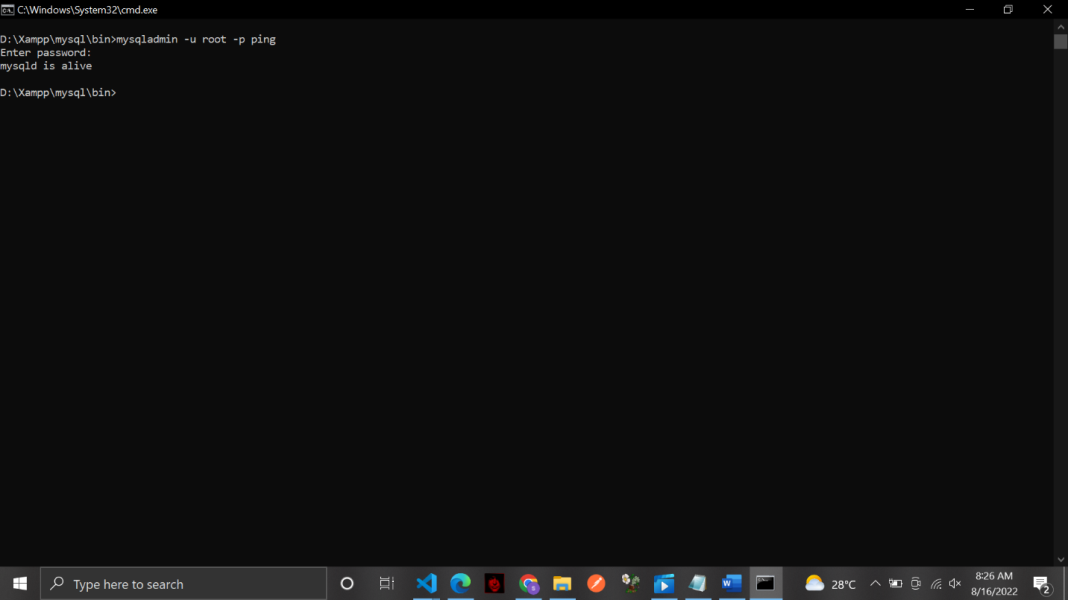 C:\Windows\System32\cmd.exe
D:\Xampp\mysql\bin>mysqladmin -u root -p ping
Enter password:
mysqld is alive
D:\Xampp\mysql\bin>
Type here to search
28°C
8:26 AM
8/16/2022
2